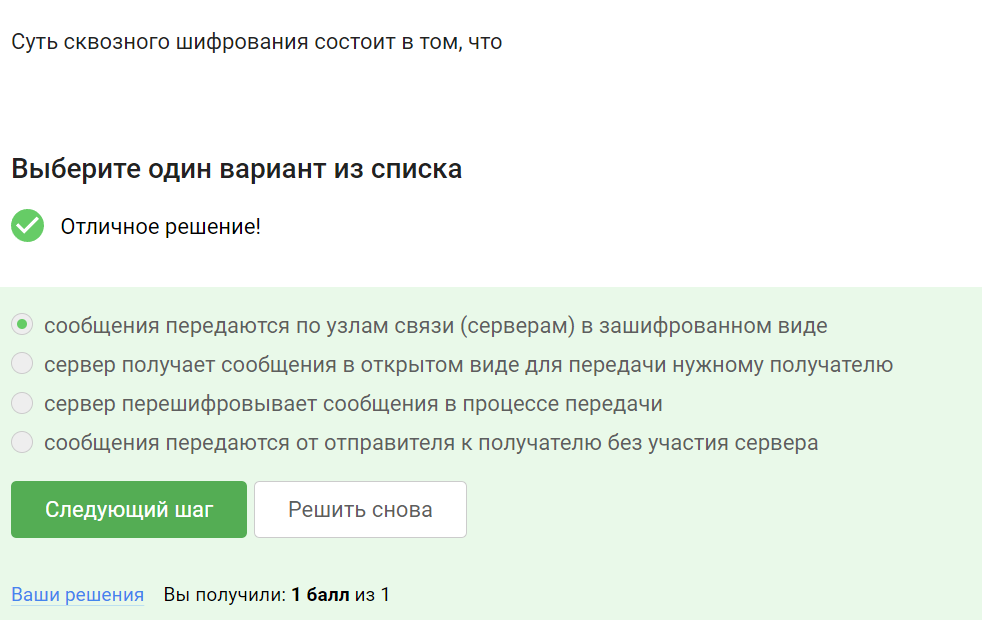 Суть сквозного шифрования состоит в том, что
Выберите один вариант из списка
Отличное решение!
сообщения передаются по узлам связи (серверам) в зашифрованном виде
сервер получает сообщения в открытом виде для передачи нужному получателю
сервер перешифровывает сообщения в процессе передачи
сообщения передаются от отправителя к получателю без участия сервера
Следующий шаг Решить снова
Ваши решения Вы получили: 1 балл из 1